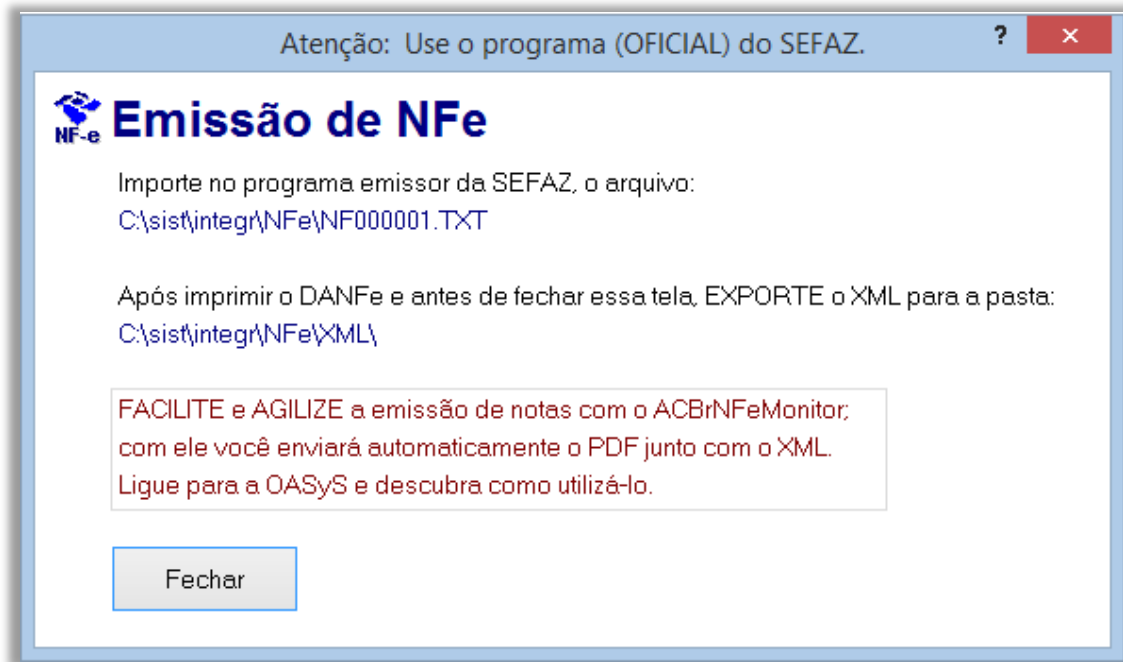 Atenção:  Use o programa (OFICIAL) do SEFAZ.
?
×
NF-e
Emissão de NFe
Importe no programa emissor da SEFAZ, o arquivo:
C:\sist\integr\NFe\NF000001.TXT
Após imprimir o DANFe e antes de fechar essa tela, EXPORTE o XML para a pasta:
C:\sist\integr\NFe\XML\
FACILITE e AGILIZE a emissão de notas com o ACBrNFeMonitor;
com ele você enviará automaticamente o PDF junto com o XML.
Ligue para a OASyS e descubra como utilizá-lo.
Fechar